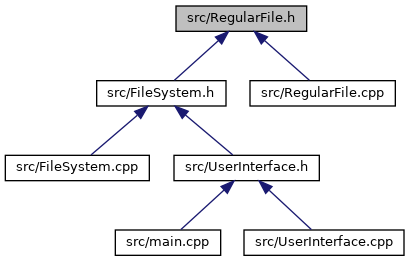 src/RegularFile.h
src/FileSystem.h
src/RegularFile.cpp
src/FileSystem.cpp
src/UserInterface.h
src/main.cpp
src/UserInterface.cpp